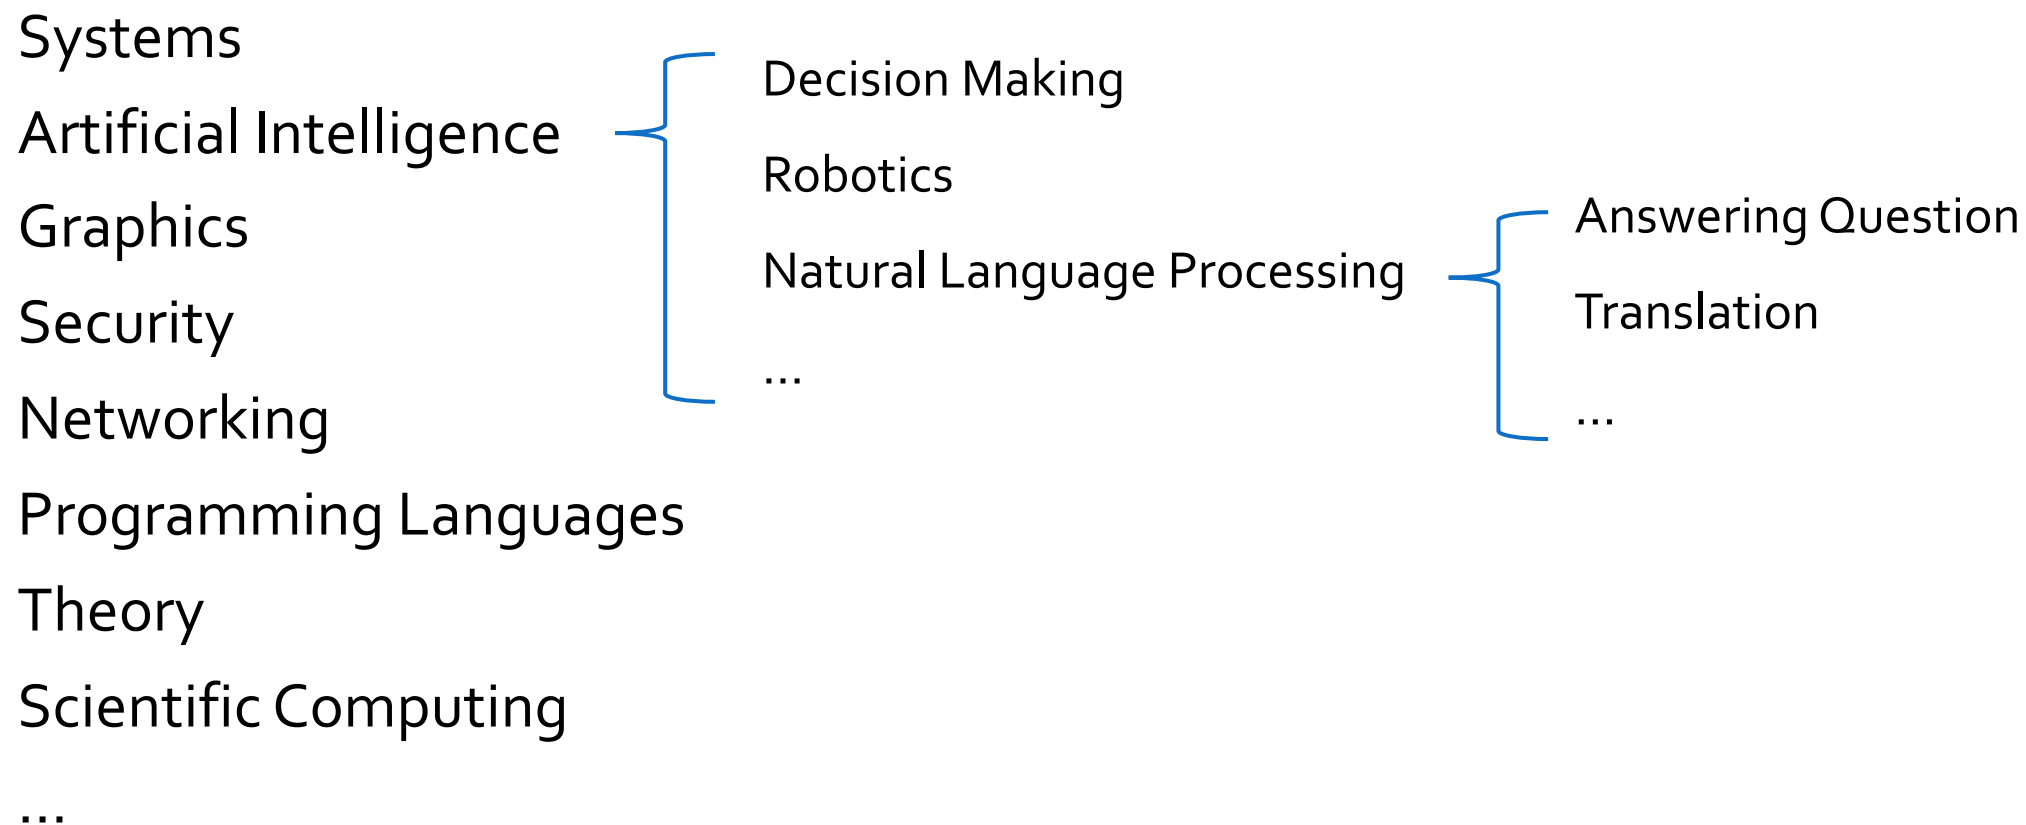 Systems
Artificial Intelligence
Graphics
Security
Networking
Programming Languages
Theory
Scientific Computing
...
Decision Making
Robotics
Natural Language Processing
...
Answering Question
Translation
...